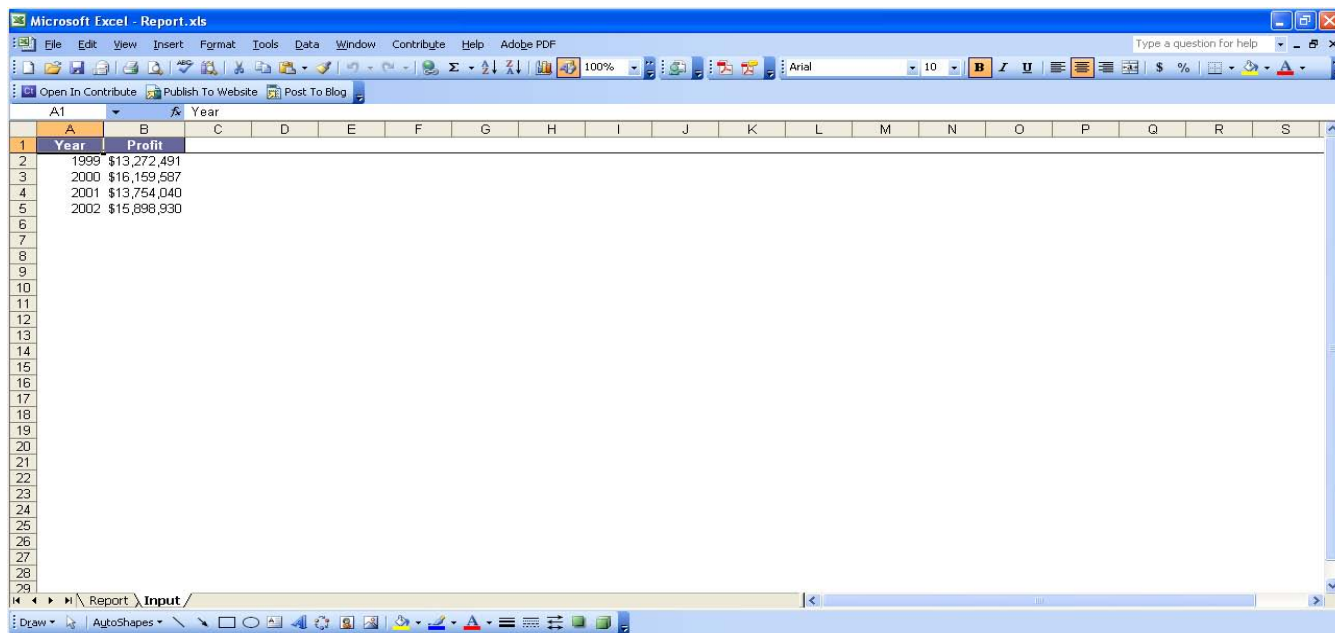 Microsoft Excel - Report.xls
File Edit View Insert Format Tools Data Window Contribute Help Adobe PDF Type a question for help
100% Arial 10 B I U $ %
Open In Contribute Publish To Website Post To Blog
A1 fx Year
A B C D E F G H I J K L M N O P Q R S
1 Year Profit
2 1999 $13,272,491
3 2000 $16,159,587
4 2001 $13,754,040
5 2002 $15,898,930
6
7
8
9
10
11
12
13
14
15
16
17
18
19
20
21
22
23
24
25
26
27
28
29
Report Input
Draw AutoShapes A